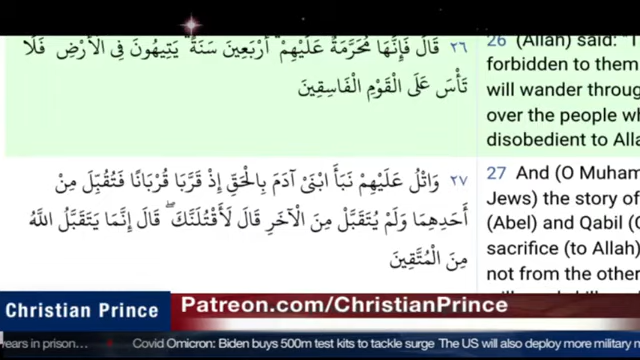 ٢٦ قَالَ فَإِنَّهَا مُحَرَّمَةٌ عَلَيْهِمْ أَرْبَعِينَ سَنَةً يَتِيهُونَ فِى الْأَرْضِ فَلَا
تَأْسَ عَلَى الْقَوْمِ الْفَاسِقِينَ
26 (Allah) said: "T
forbidden to them
will wander throug
over the people wh
disobedient to Alla
٢٧ وَاتْلُ عَلَيْهِمْ نَبَأَ ابْنَىْ آدَمَ بِالْحَقِّ إِذْ قَرَّبَا قُرْبَانًا فَتُقُبِّلَ مِنْ
أَحَدِهِمَا وَلَمْ يُتَقَبَّلْ مِنَ الْآخَرِ قَالَ لَأَقْتُلَنَّكَ ۖ قَالَ إِنَّمَا يَتَقَبَّلُ اللَّهُ
مِنَ الْمُتَّقِينَ
27 And (O Muham
Jews) the story of
(Abel) and Qabil (
sacrifice (to Allah)
not from the other
Christian Prince
Patreon.com/ChristianPrince
years in prison... Covid Omicron: Biden buys 500m test kits to tackle surge The US will also deploy more military m